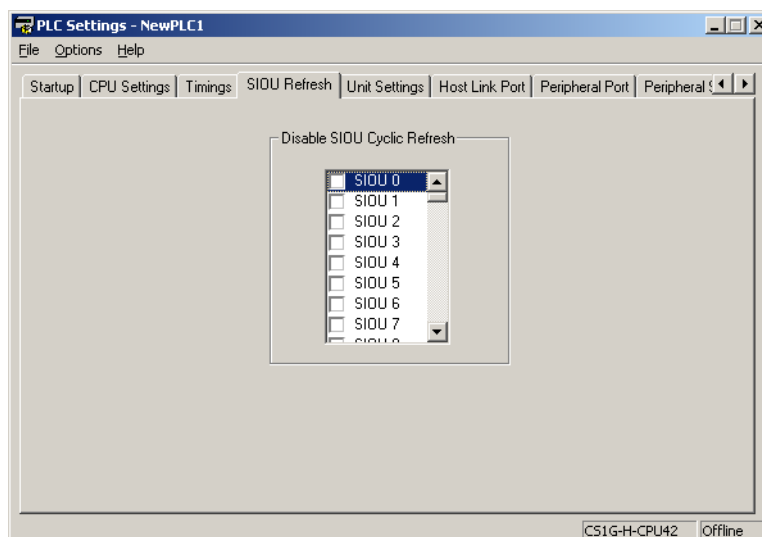 PLC Settings - NewPLC1
File Options Help
Startup CPU Settings Timings SIOU Refresh Unit Settings Host Link Port Peripheral Port Peripheral
Disable SIOU Cyclic Refresh
SIOU 0
SIOU 1
SIOU 2
SIOU 3
SIOU 4
SIOU 5
SIOU 6
SIOU 7
CS1G-H-CPU42 Offline